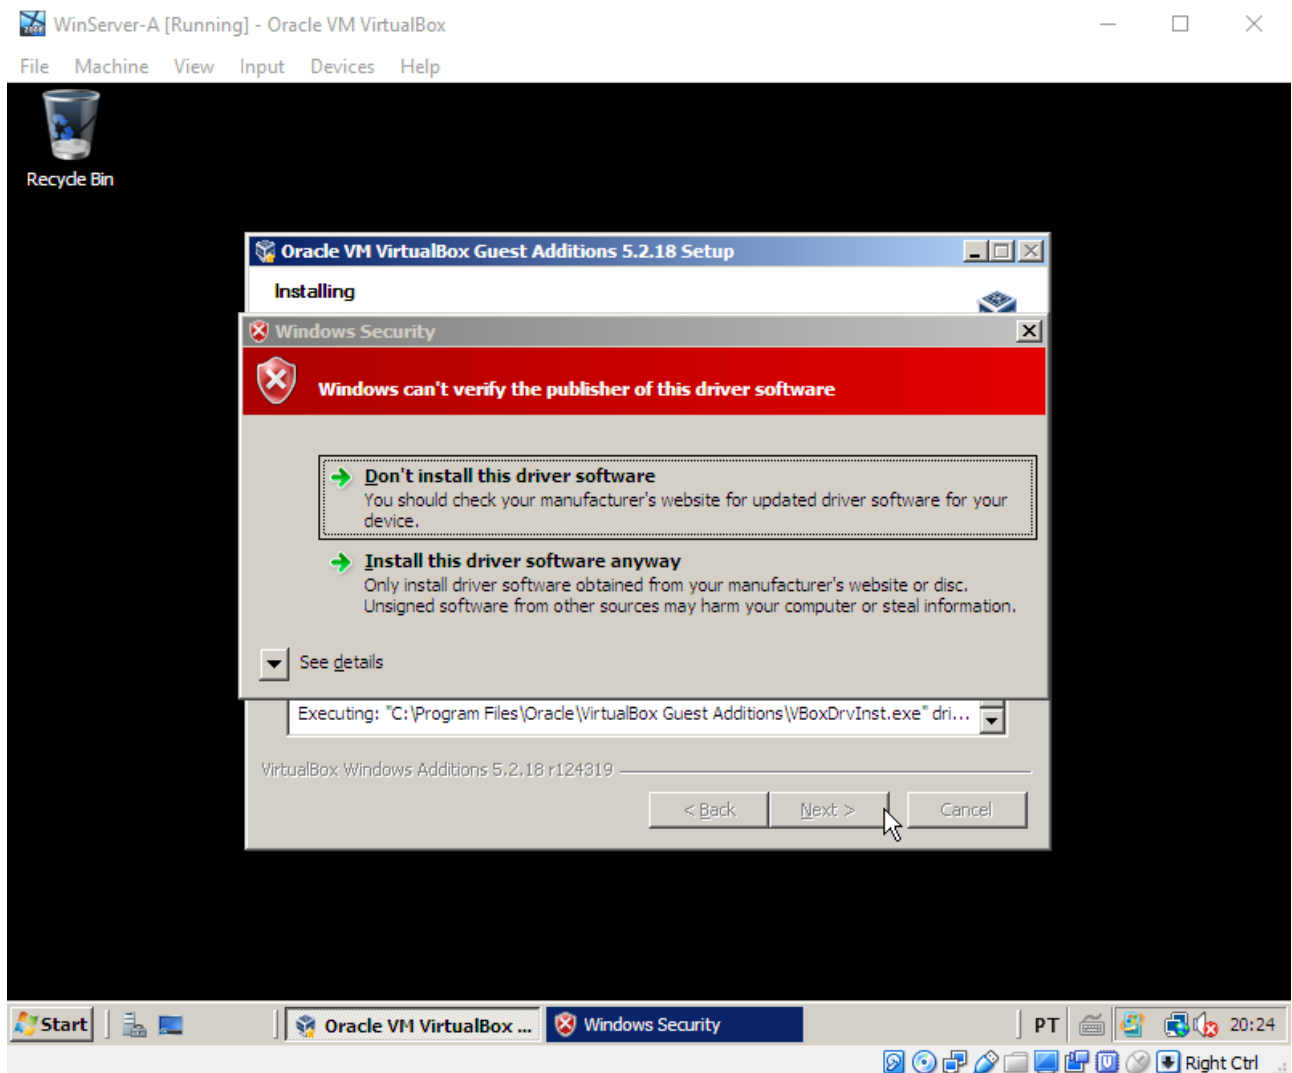 WinServer-A [Running] - Oracle VM VirtualBox
File Machine View Input Devices Help
Recycle Bin
Oracle VM VirtualBox Guest Additions 5.2.18 Setup
Installing
Windows Security
Windows can't verify the publisher of this driver software
Don't install this driver software
You should check your manufacturer's website for updated driver software for your
device.
Install this driver software anyway
Only install driver software obtained from your manufacturer's website or disc.
Unsigned software from other sources may harm your computer or steal information.
See details
Executing: "C:\Program Files\Oracle\VirtualBox Guest Additions\VBoxDrvInst.exe" dri...
VirtualBox Windows Additions 5.2.18 r124319
< Back Next > Cancel
Start Oracle VM VirtualBox ... Windows Security PT 20:24
Right Ctrl